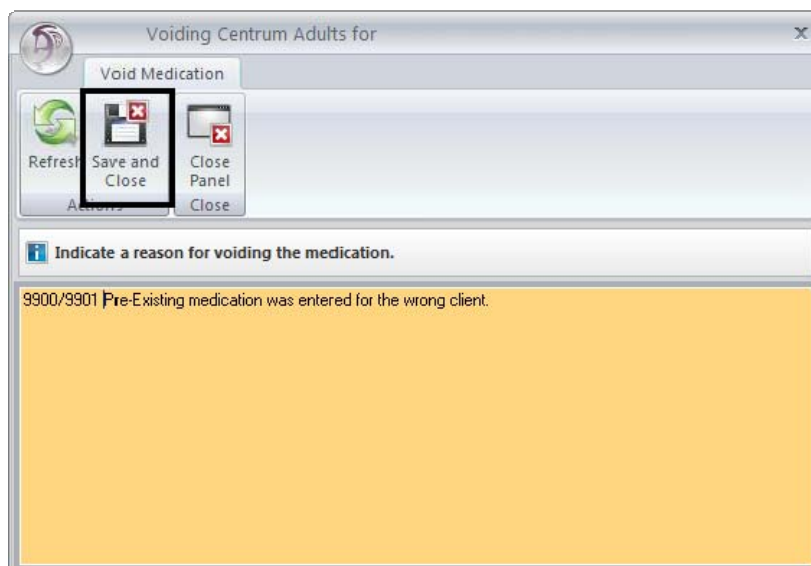 Voiding Centrum Adults for
Void Medication
Refresh
Save and Close
Close Panel
Actions
Close
Indicate a reason for voiding the medication.
9900/9901 Pre-Existing medication was entered for the wrong client.